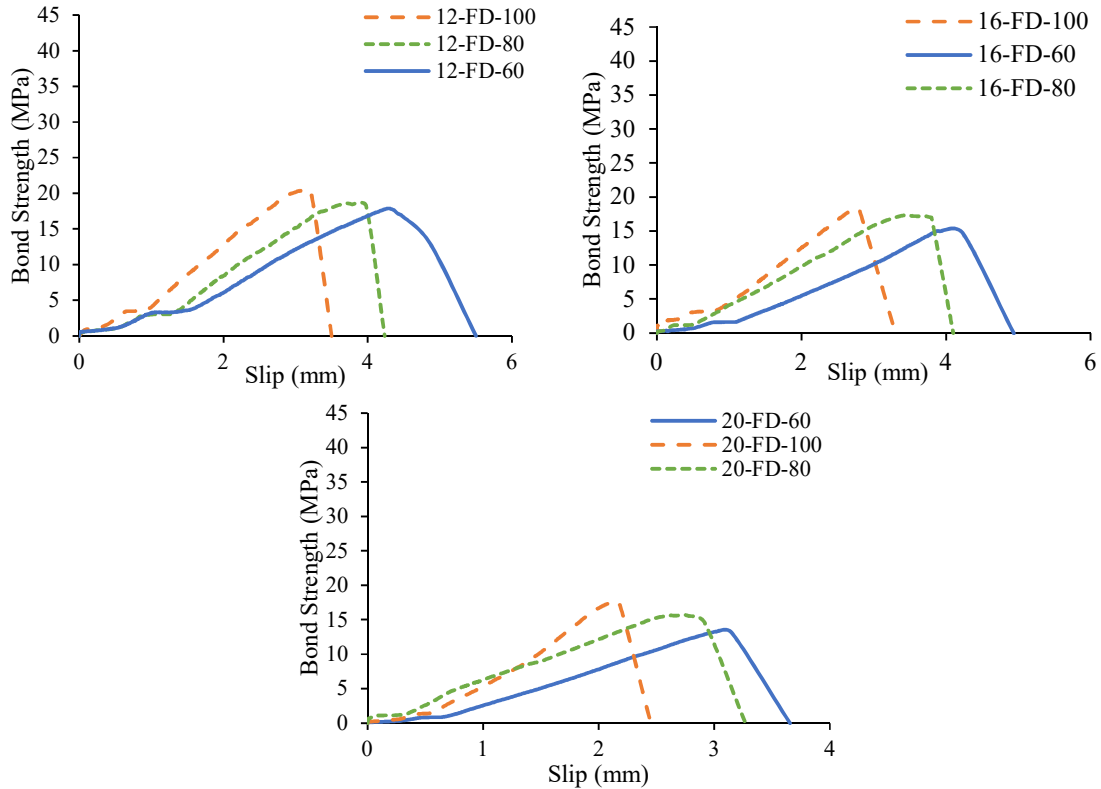 45
40
35
30
25
20
15
10
5
0
Bond Strength (MPa)
12-FD-100
12-FD-80
12-FD-60
0 2 4 6
Slip (mm)
45
40
35
30
25
20
15
10
5
0
Bond Strength (MPa)
16-FD-100
16-FD-60
16-FD-80
0 2 4 6
Slip (mm)
45
40
35
30
25
20
15
10
5
0
Bond Strength (MPa)
20-FD-60
20-FD-100
20-FD-80
0 1 2 3 4
Slip (mm)